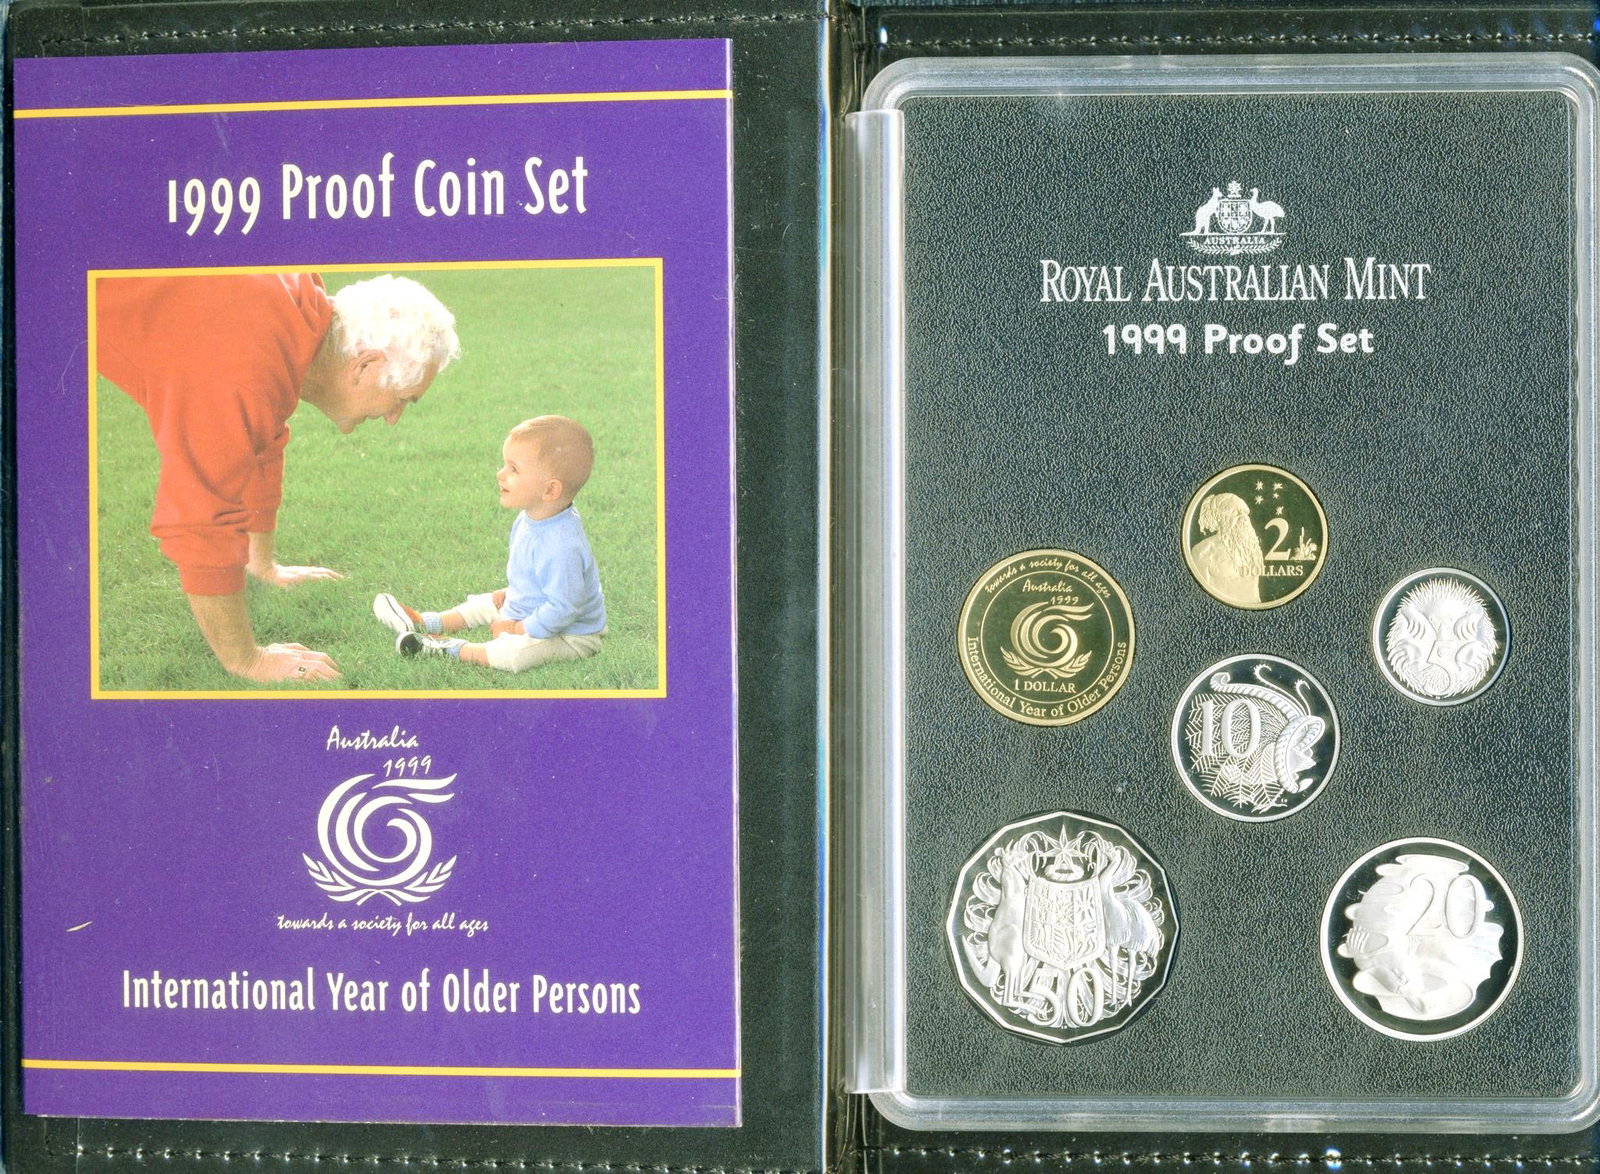 1999 Proof Coin Set
Australia
1999
towards a society for all ages
International Year of Older Persons
AUSTRALIA
ROYAL AUSTRALIAN MINT
1999 Proof Set
2
DOLLARS
towards a society for all ages
Australia
1999
1 DOLLAR
International Year of Older Persons
5
10
50
20